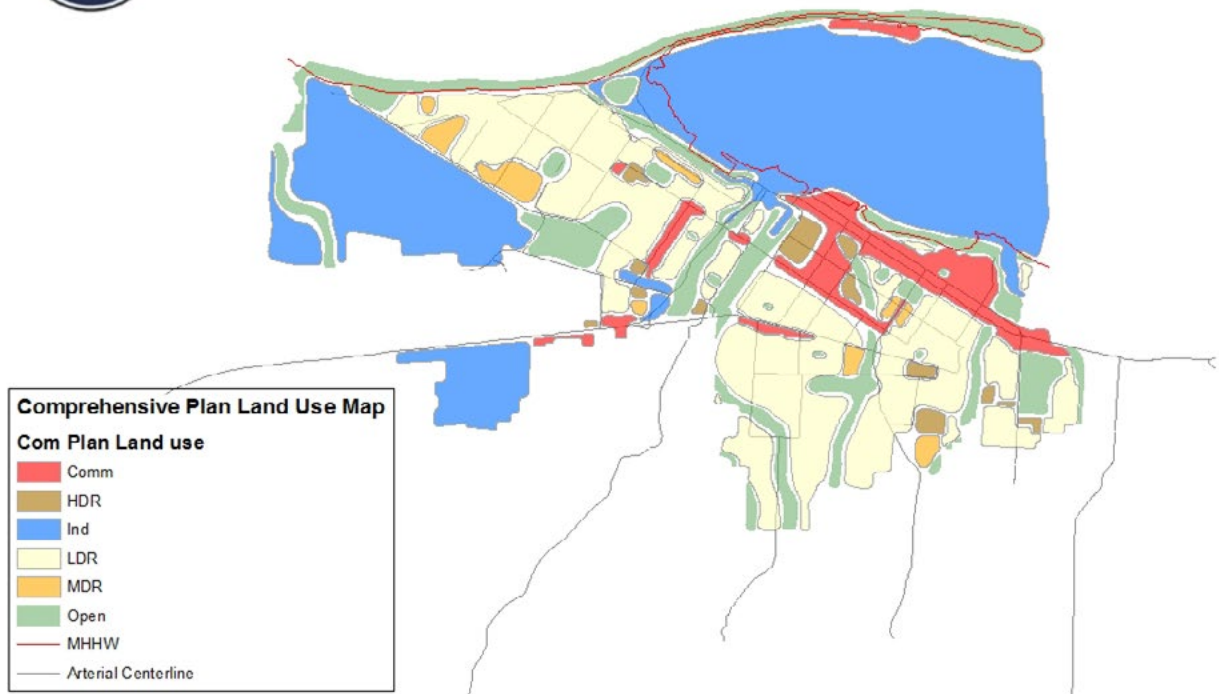 Comprehensive Plan Land Use Map
Com Plan Land use
Comm
HDR
Ind
LDR
MDR
Open
MHHW
Arterial Centerline